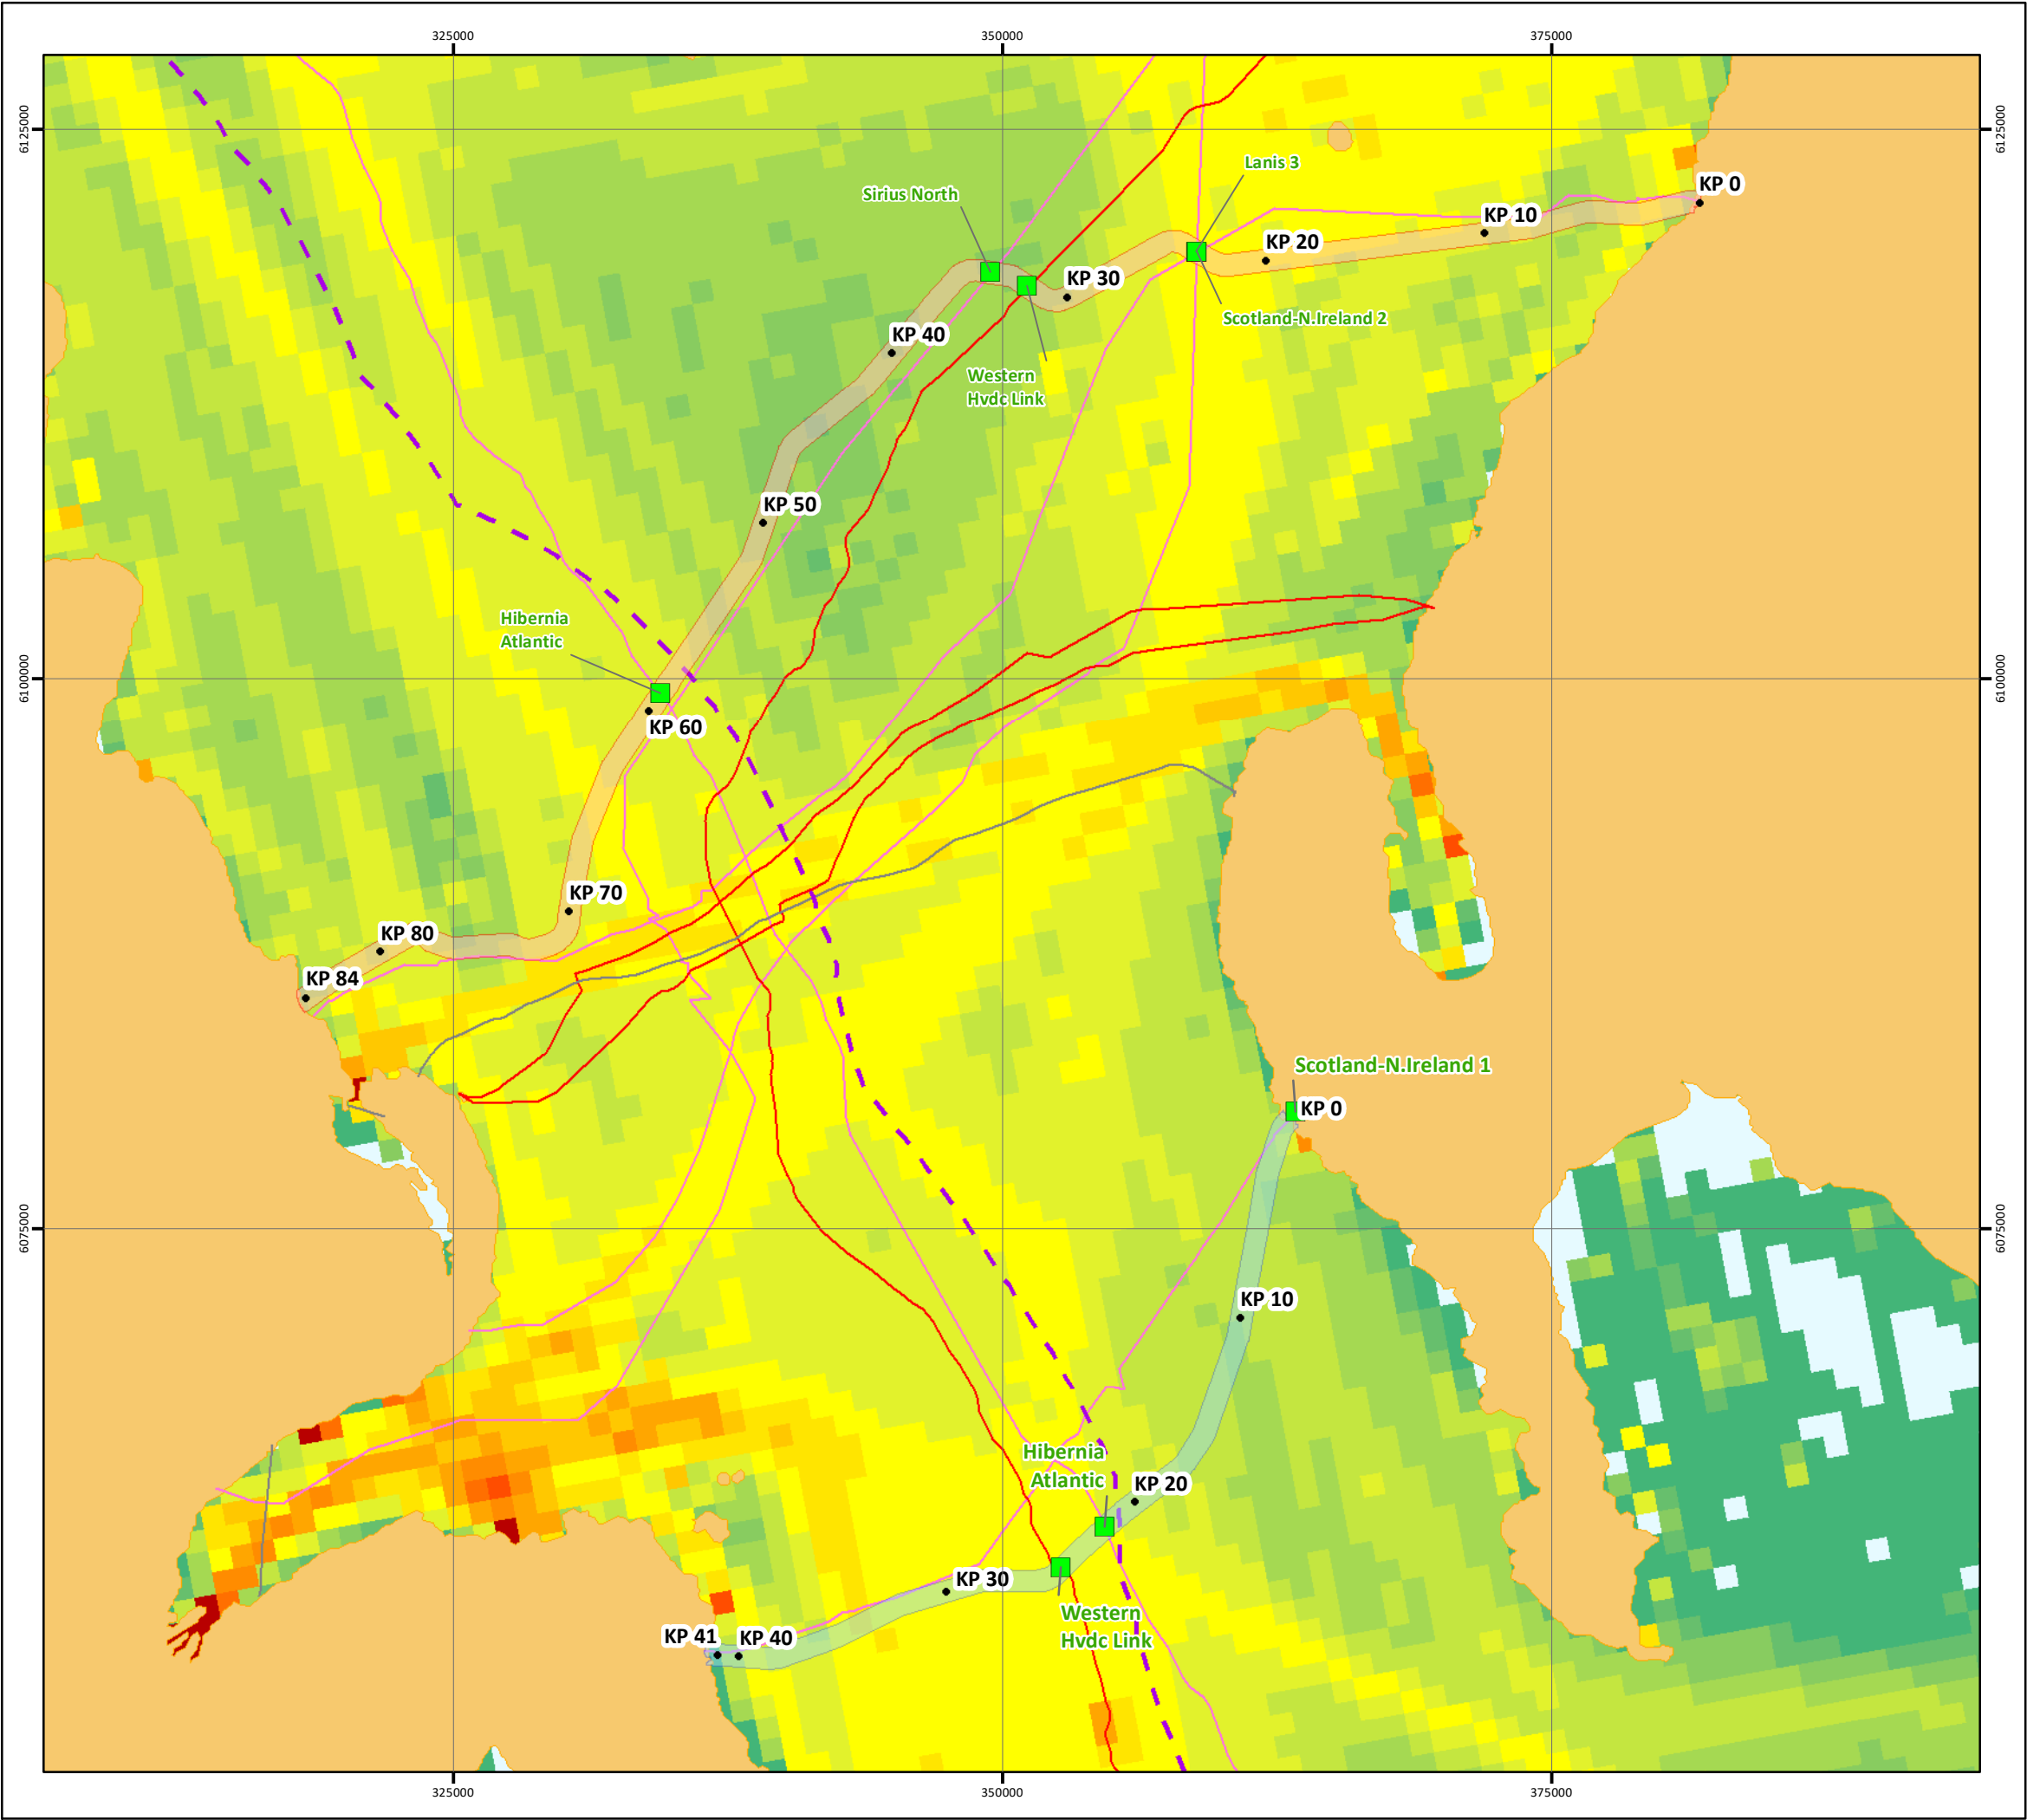 325000
350000
375000
6125000
6125000
Lanis 3
Sirius North
KP 0
KP 10
KP 20
KP 30
Scotland-N.Ireland 2
KP 40
Western
Hvdc Link
KP 50
Hibernia
Atlantic
6100000
6100000
KP 60
KP 70
KP 80
KP 84
Scotland-N.Ireland 1
KP 0
6075000
6075000
KP 10
Hibernia
Atlantic
KP 20
KP 30
Western
Hvdc Link
KP 41
KP 40
325000
350000
375000